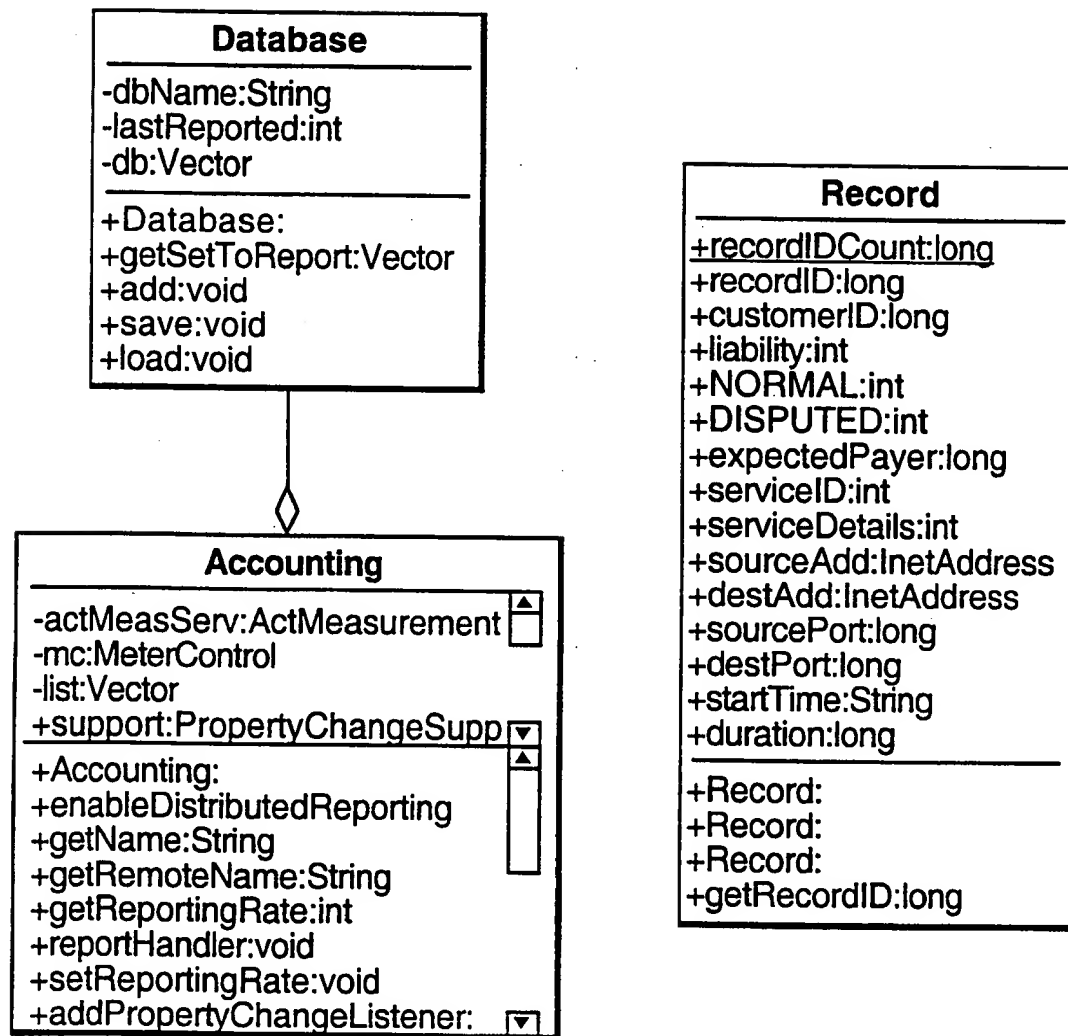 Database
-dbName:String
-lastReported:int
-db:Vector
+Database:
+getSetToReport:Vector
+add:void
+save:void
+load:void
Accounting
-actMeasServ:ActMeasurement
-mc:MeterControl
-list:Vector
+support:PropertyChangeSupp
+Accounting:
+enableDistributedReporting
+getName:String
+getRemoteName:String
+getReportingRate:int
+reportHandler:void
+setReportingRate:void
+addPropertyChangeListener:
Record
+recordIDCount:long
+recordID:long
+customerID:long
+liability:int
+NORMAL:int
+DISPUTED:int
+expectedPayer:long
+serviceID:int
+serviceDetails:int
+sourceAdd:InetAddress
+destAdd:InetAddress
+sourcePort:long
+destPort:long
+startTime:String
+duration:long
+Record:
+Record:
+Record:
+getRecordID:long